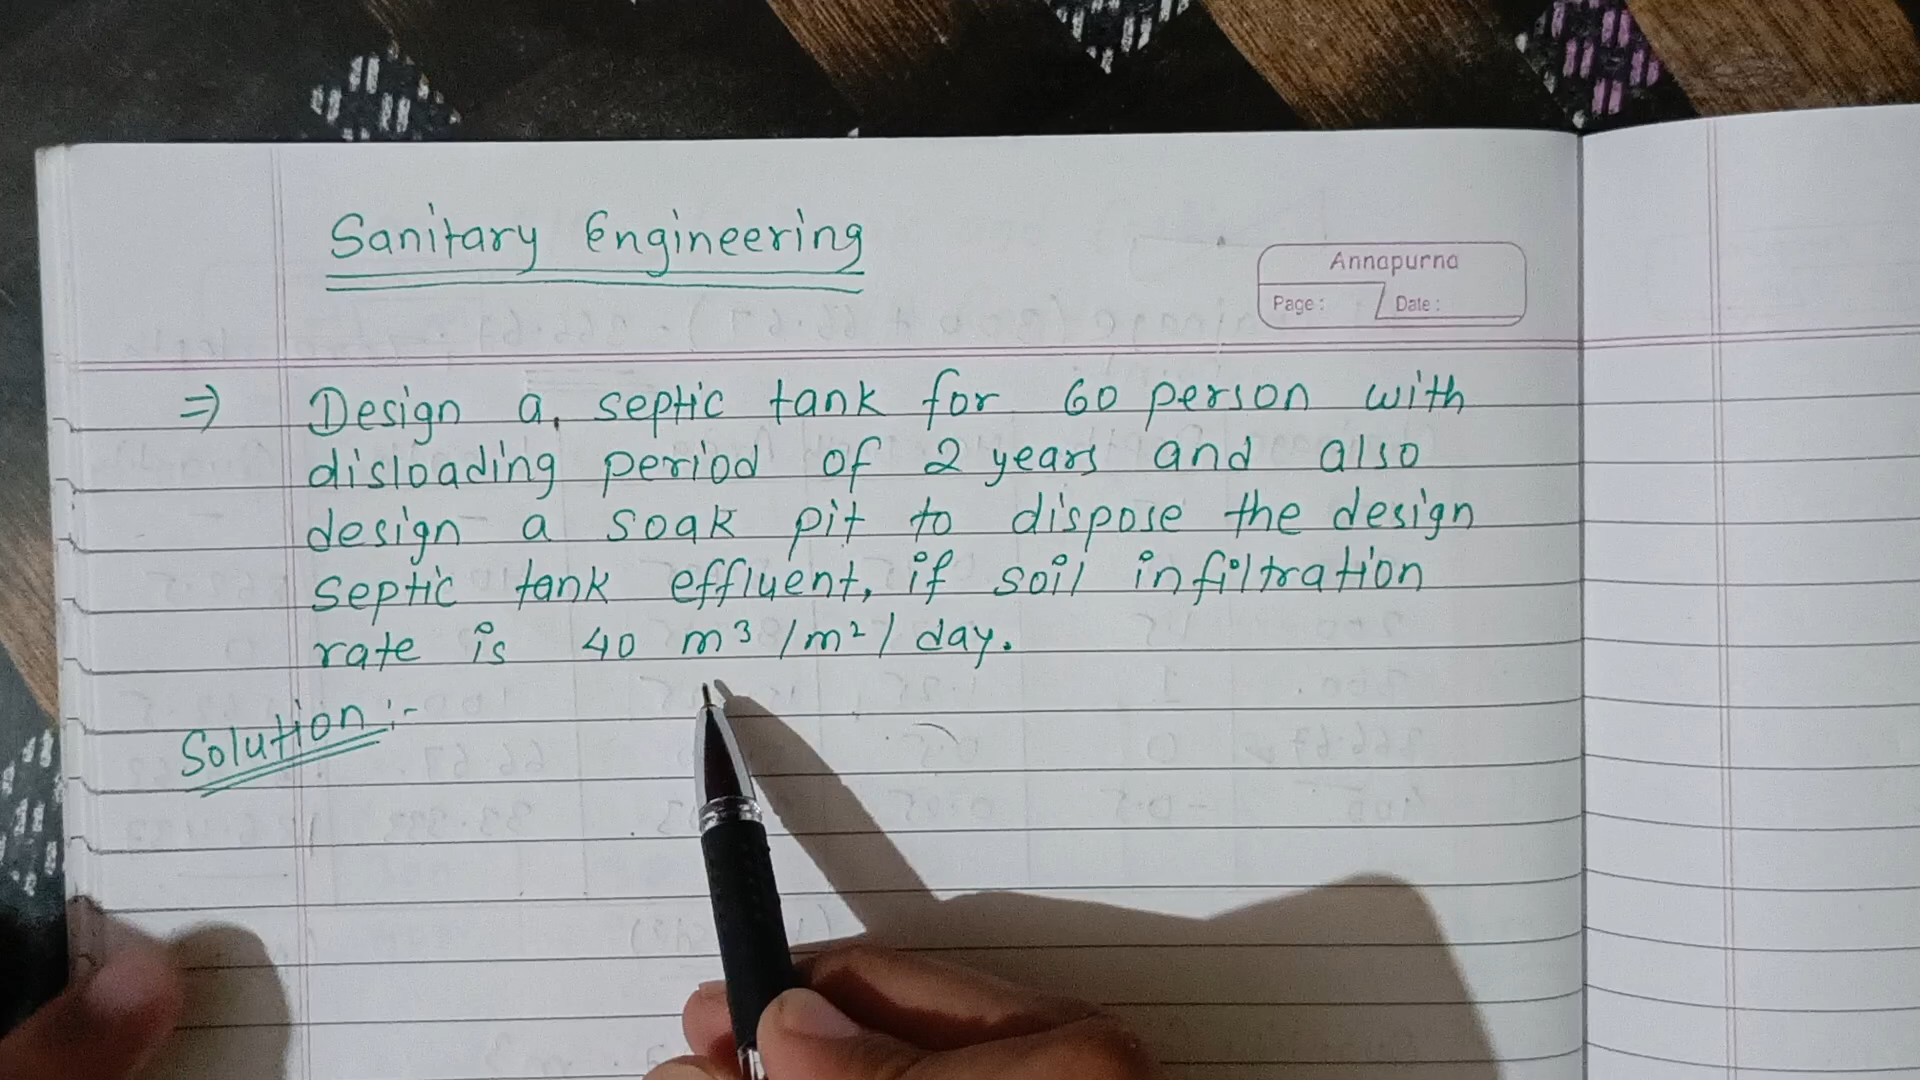 Sanitary Engineering
Annapurna
Page: Date:
⇒ Design a septic tank for 60 person with
disloading period of 2 years and also
design a soak pit to dispose the design
septic tank effluent, if soil infiltration
rate is 40 m³/m²/day.
Solution:-